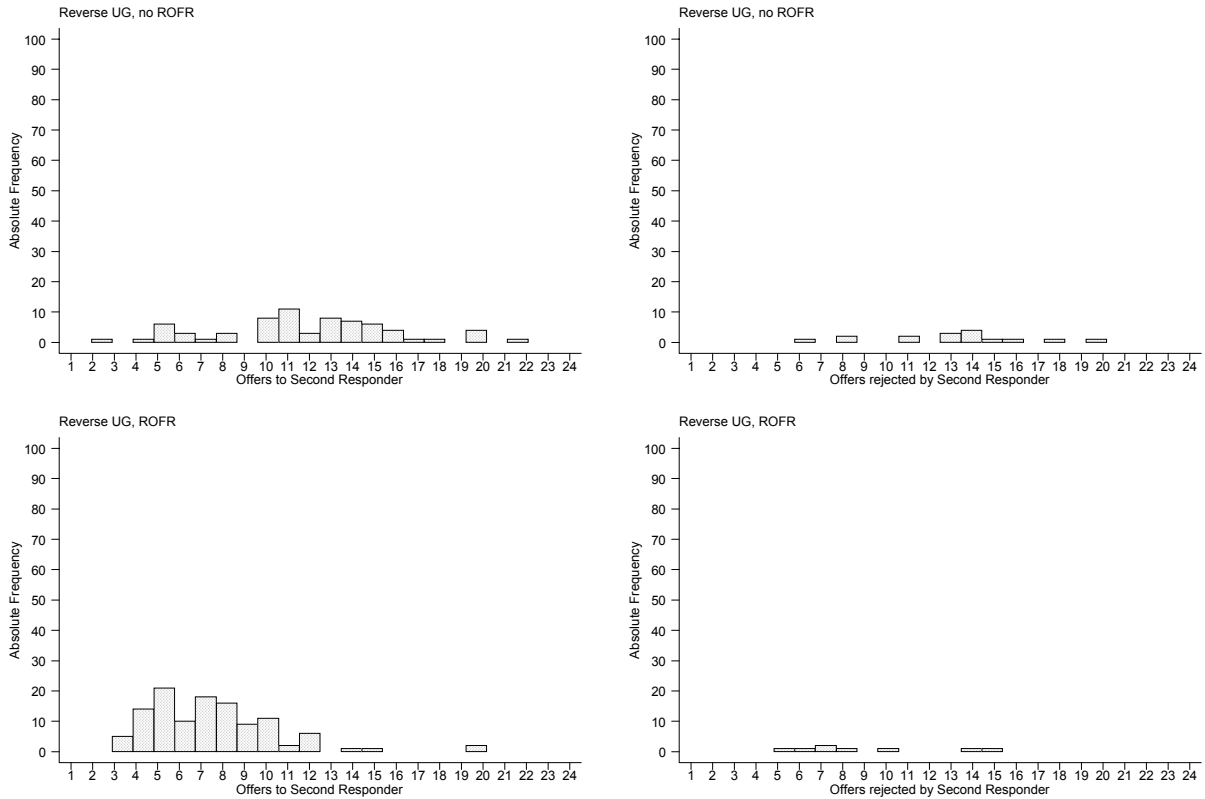 Reverse UG, no ROFR
100
90
80
70
60
50
40
30
20
10
0
Absolute Frequency
1 2 3 4 5 6 7 8 9 10 11 12 13 14 15 16 17 18 19 20 21 22 23 24
Offers to Second Responder
Reverse UG, no ROFR
100
90
80
70
60
50
40
30
20
10
0
Absolute Frequency
1 2 3 4 5 6 7 8 9 10 11 12 13 14 15 16 17 18 19 20 21 22 23 24
Offers rejected by Second Responder
Reverse UG, ROFR
100
90
80
70
60
50
40
30
20
10
0
Absolute Frequency
1 2 3 4 5 6 7 8 9 10 11 12 13 14 15 16 17 18 19 20 21 22 23 24
Offers to Second Responder
Reverse UG, ROFR
100
90
80
70
60
50
40
30
20
10
0
Absolute Frequency
1 2 3 4 5 6 7 8 9 10 11 12 13 14 15 16 17 18 19 20 21 22 23 24
Offers rejected by Second Responder